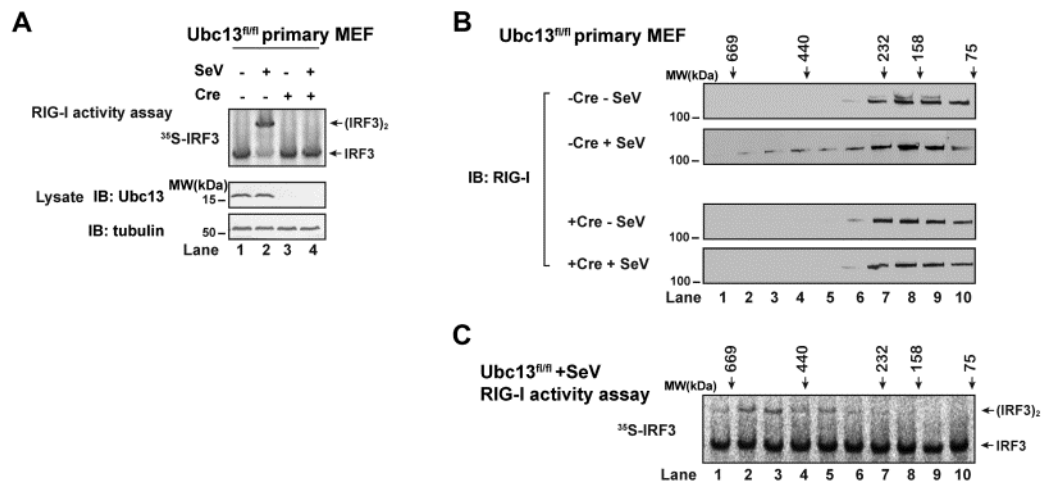 A
Ubc13fl/fl primary MEF
SeV - + - +
Cre - - + +
RIG-I activity assay
35S-IRF3
(IRF3)2
IRF3
MW(kDa)
Lysate IB: Ubc13
15
IB: tubulin
50
Lane 1 2 3 4
B
Ubc13fl/fl primary MEF
669 440 232 158 75
MW(kDa)
-Cre - SeV
100
-Cre + SeV
100
IB: RIG-I
+Cre - SeV
100
+Cre + SeV
100
Lane 1 2 3 4 5 6 7 8 9 10
C
Ubc13fl/fl +SeV
RIG-I activity assay
669 440 232 158 75
MW(kDa)
35S-IRF3
(IRF3)2
IRF3
Lane 1 2 3 4 5 6 7 8 9 10